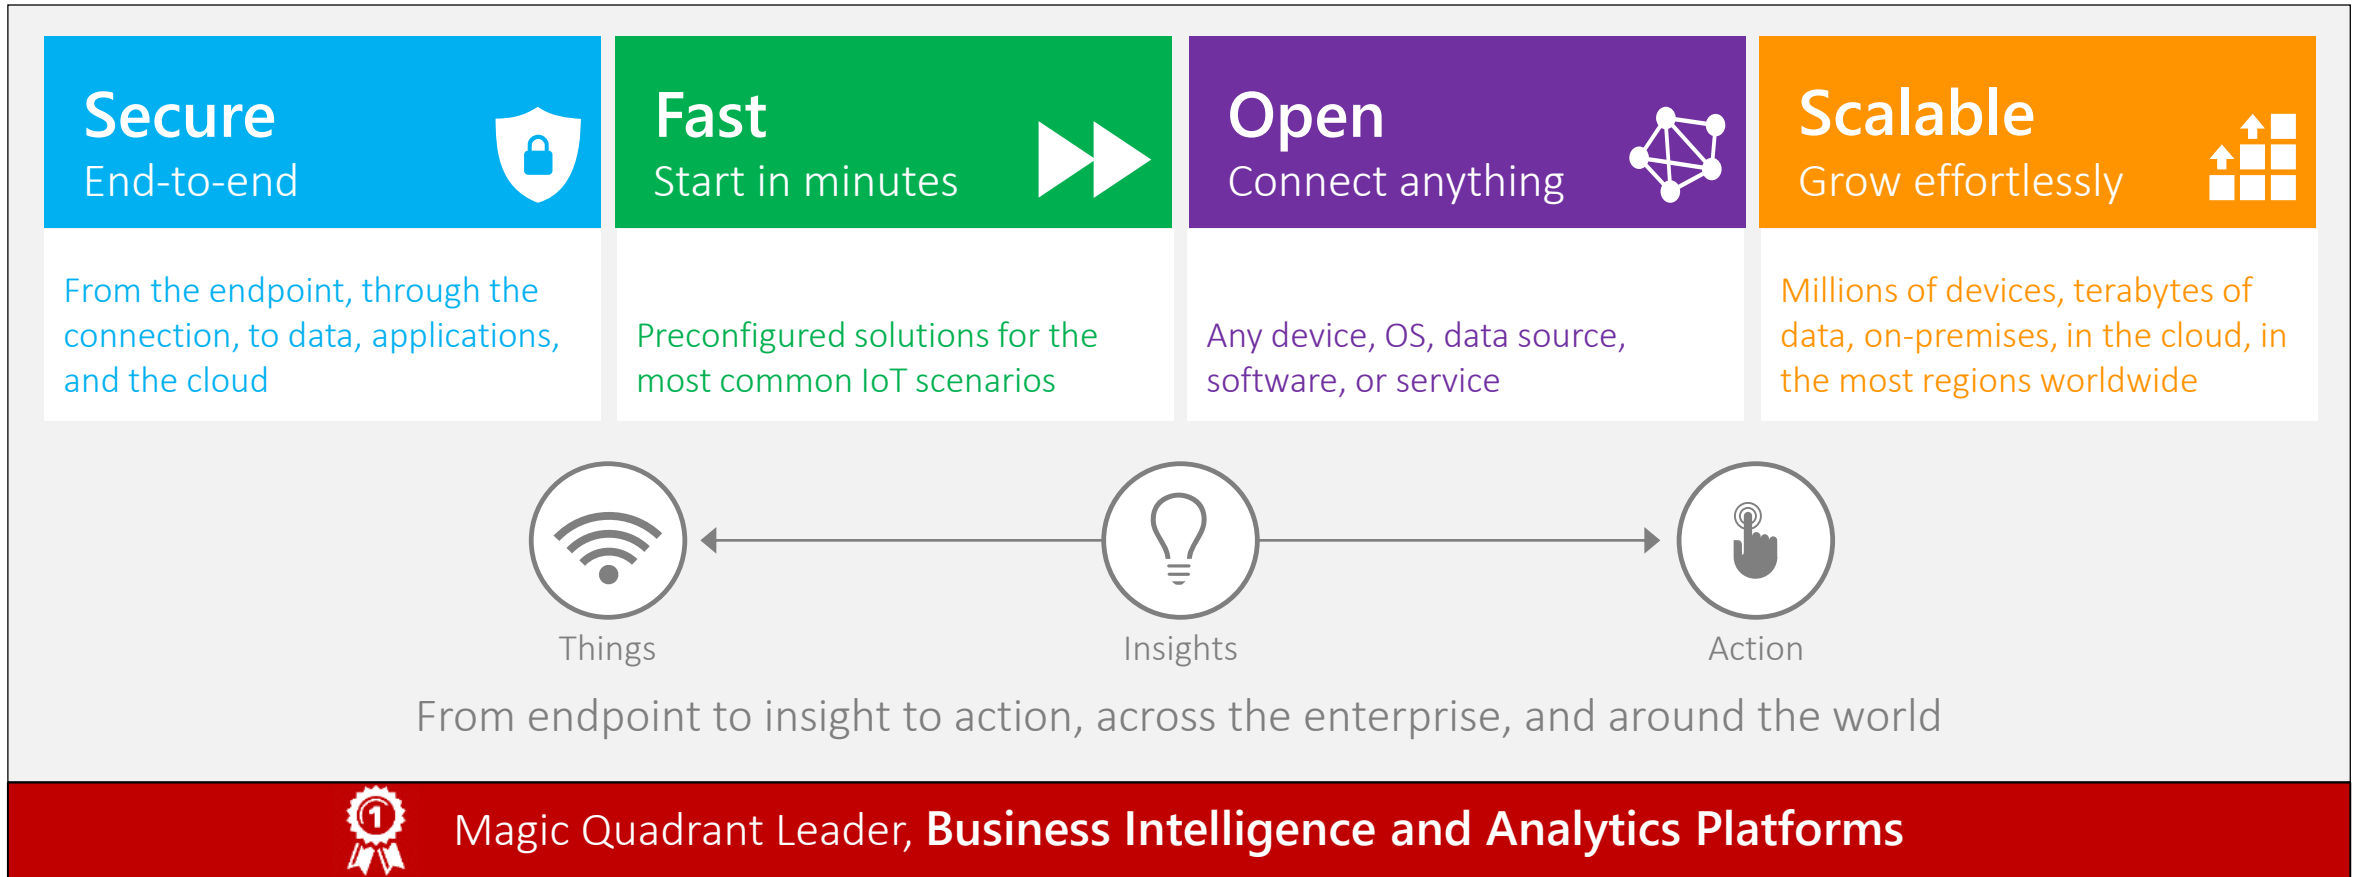 Secure
End-to-end
Fast
Start in minutes
Open
Connect anything
Scalable
Grow effortlessly
From the endpoint, through the
connection, to data, applications,
and the cloud
Preconfigured solutions for the
most common IoT scenarios
Any device, OS, data source,
software, or service
Millions of devices, terabytes of
data, on-premises, in the cloud, in
the most regions worldwide
Things
Insights
Action
From endpoint to insight to action, across the enterprise, and around the world
1
Magic Quadrant Leader, Business Intelligence and Analytics Platforms